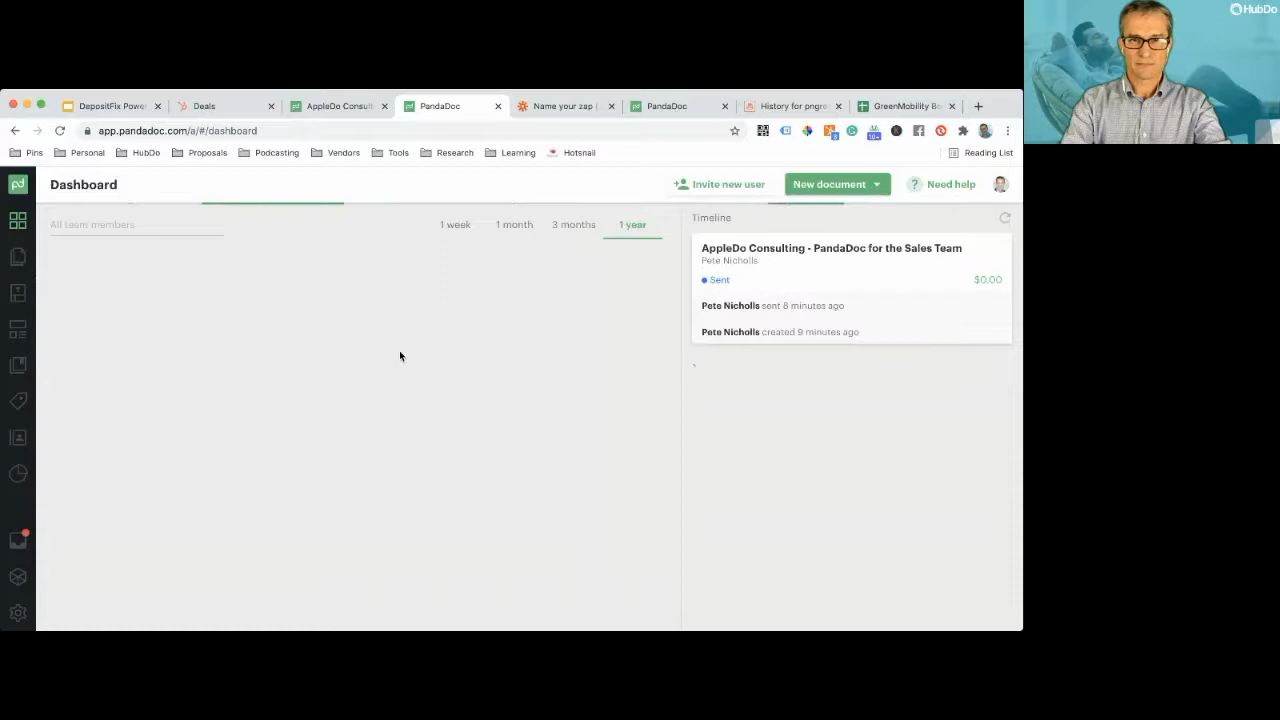 HubDo
DepositFix Powe
Deals
AppleDo Consult
PandaDoc
Name your zap |
PandaDoc
History for pngre
GreenMobility Bo
app.pandadoc.com/a/#/dashboard
Pins
Personal
HubDo
Proposals
Podcasting
Vendors
Tools
Research
Learning
Hotsnail
Reading List
pd
Dashboard
Invite new user
New document
? Need help
All team members
1 week
1 month
3 months
1 year
Timeline
AppleDo Consulting - PandaDoc for the Sales Team
Pete Nicholls
Sent
$0.00
Pete Nicholls sent 8 minutes ago
Pete Nicholls created 9 minutes ago